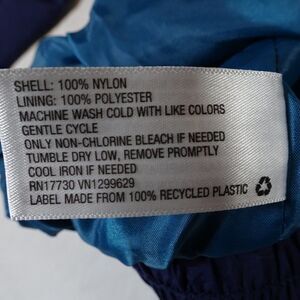 SHELL: 100% NYLON
LINING: 100% POLYESTER
MACHINE WASH COLD WITH LIKE COLORS
GENTLE CYCLE
ONLY NON-CHLORINE BLEACH IF NEEDED
TUMBLE DRY LOW, REMOVE PROMPTLY
COOL IRON IF NEEDED
RN17730 VN1299629
LABEL MADE FROM 100% RECYCLED PLASTIC